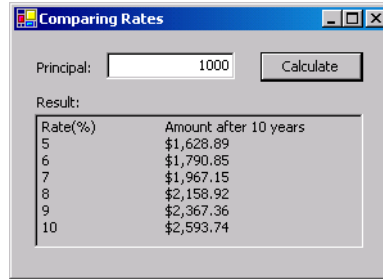 Comparing Rates
Principal: 1000 Calculate
Result:
Rate(%) Amount after 10 years
5 $1,628.89
6 $1,790.85
7 $1,967.15
8 $2,158.92
9 $2,367.36
10 $2,593.74